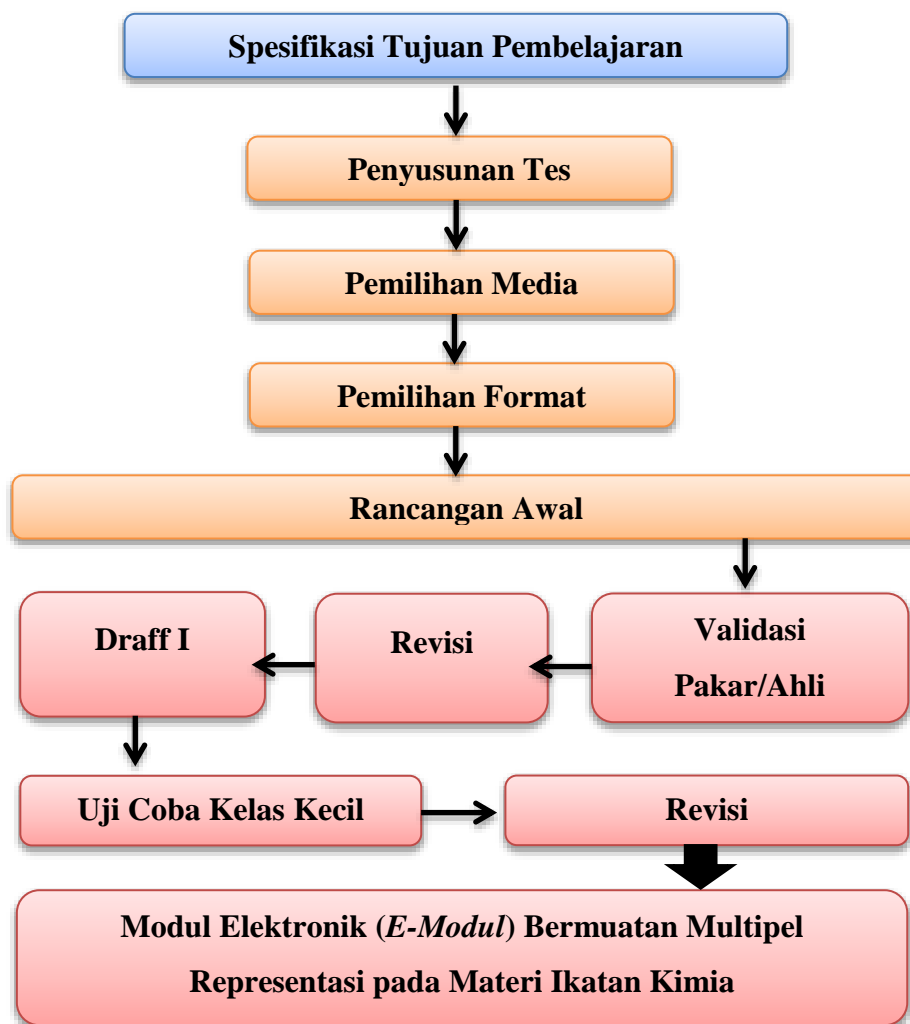 Spesifikasi Tujuan Pembelajaran
Penyusunan Tes
Pemilihan Media
Pemilihan Format
Rancangan Awal
Draff I
Revisi
Validasi
Pakar/Ahli
Uji Coba Kelas Kecil
Revisi
Modul Elektronik (E-Modul) Bermuatan Multipel
Representasi pada Materi Ikatan Kimia